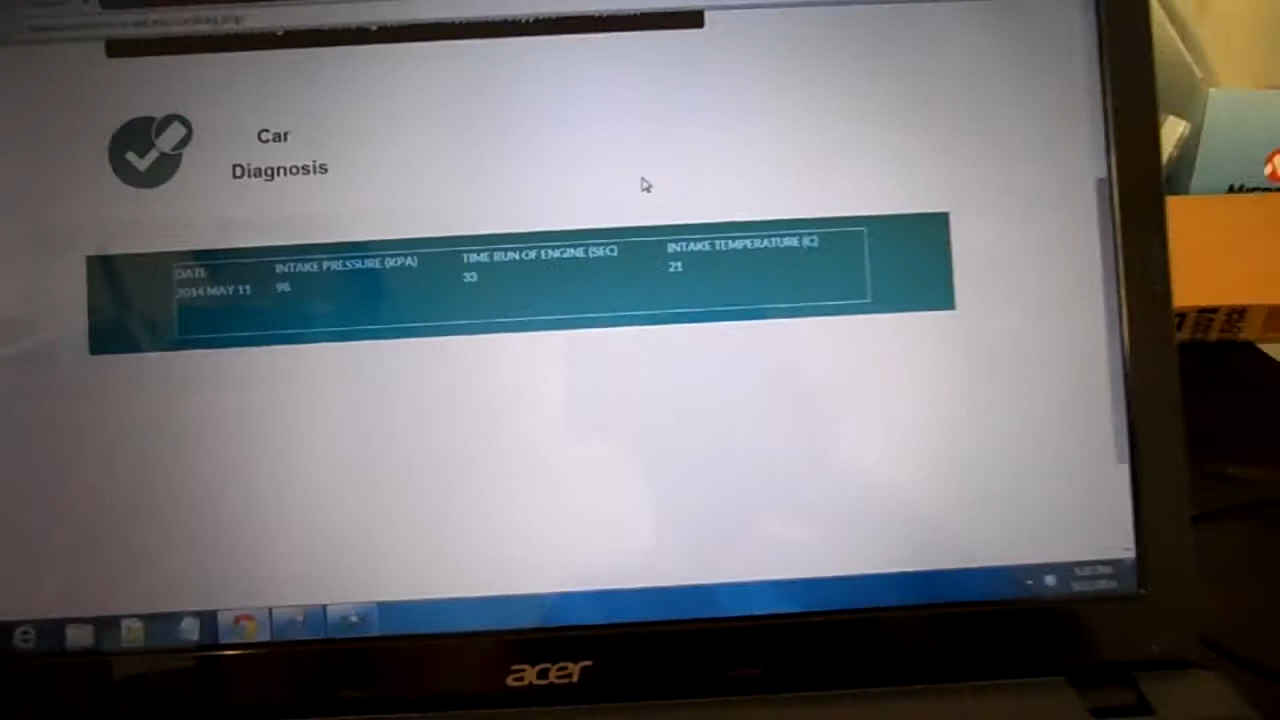 Car
Diagnosis
DATE INTAKE PRESSURE (KPA) TIME RUN OF ENGINE (SEC) INTAKE TEMPERATURE (C)
2014 MAY 11 98 33 21
acer